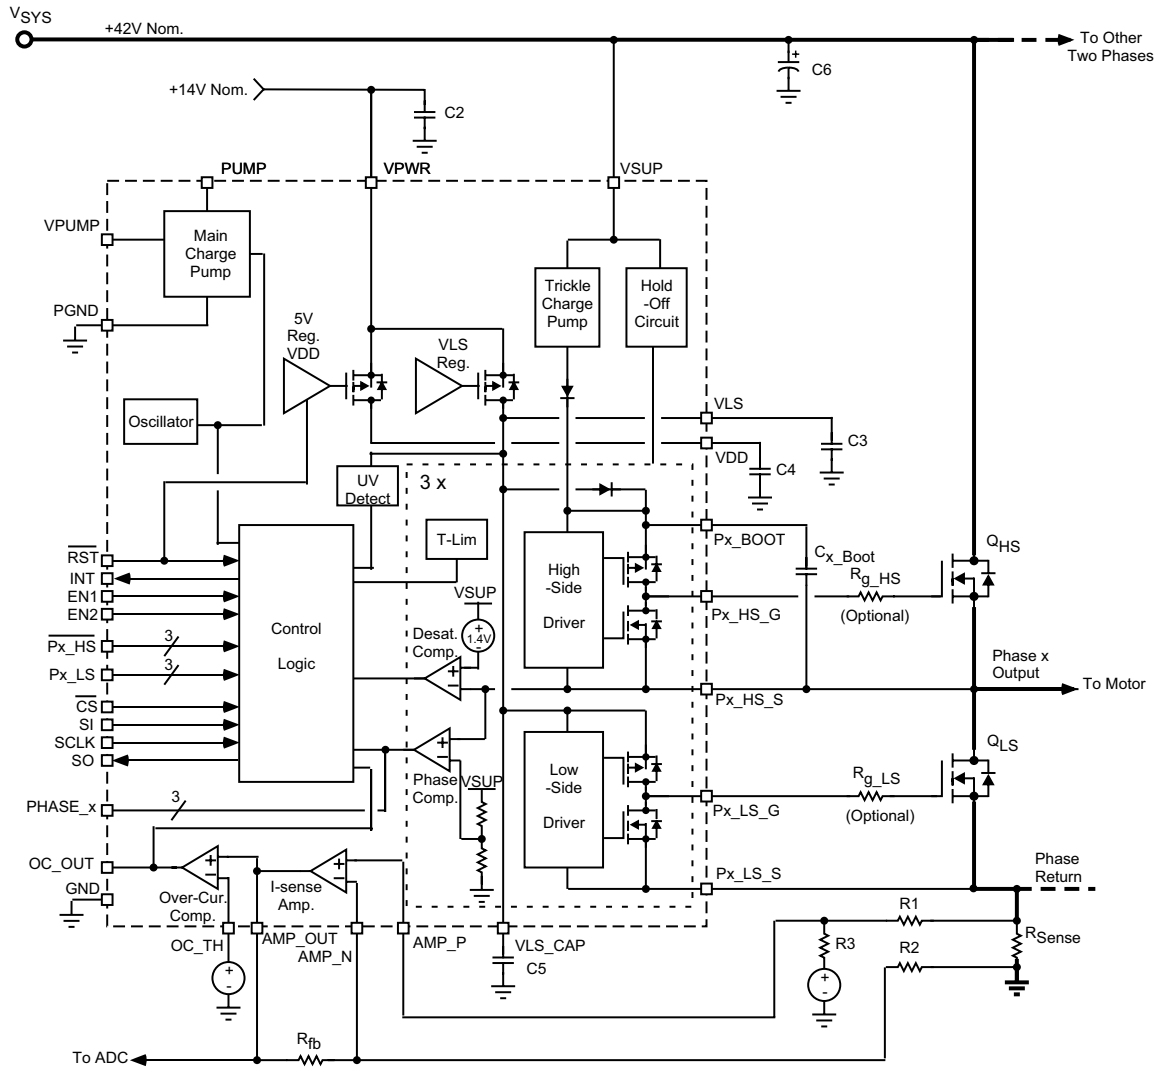 VSYS
+42V Nom.
To Other
Two Phases
C6
+14V Nom.
C2
PUMP
VPWR
VSUP
VPUMP
Main
Charge
Pump
PGND
Trickle
Charge
Pump
Hold
-Off
Circuit
5V
Reg.
VDD
VLS
Reg.
Oscillator
VLS
C3
VDD
C4
UV
Detect
3 x
T-Lim
Px_BOOT
Cx_Boot
QHS
RST
INT
EN1
EN2
Control
Logic
VSUP
+
1.4V
-
Desat.
Comp.
High
-Side
Driver
Px_HS_G
Rg_HS
(Optional)
Px_HS
3
Px_LS
3
CS
SI
SCLK
SO
+
−
Px_HS_S
Phase x
Output
To Motor
+
−
Phase
Comp.
VSUP
Low
-Side
Driver
QLS
Rg_LS
(Optional)
Px_LS_G
PHASE_x
3
OC_OUT
GND
+
−
Over-Cur.
Comp.
+
−
I-sense
Amp.
Px_LS_S
Phase
Return
R1
OC_TH
AMP_OUT
AMP_N
AMP_P
VLS_CAP
C5
R3
R2
RSense
+
-
+
-
Rfb
To ADC